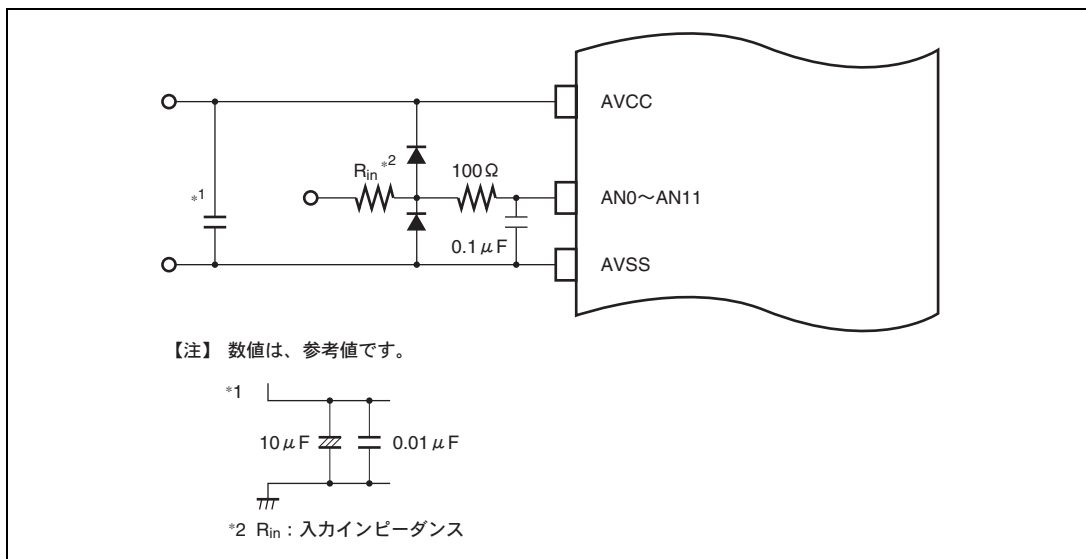 AVCC
Rin *2
100Ω
*1
AN0～AN11
0.1μF
AVSS
【注】 数値は、参考値です。
*1
10μF
0.01μF
*2 Rin：入力インピーダンス